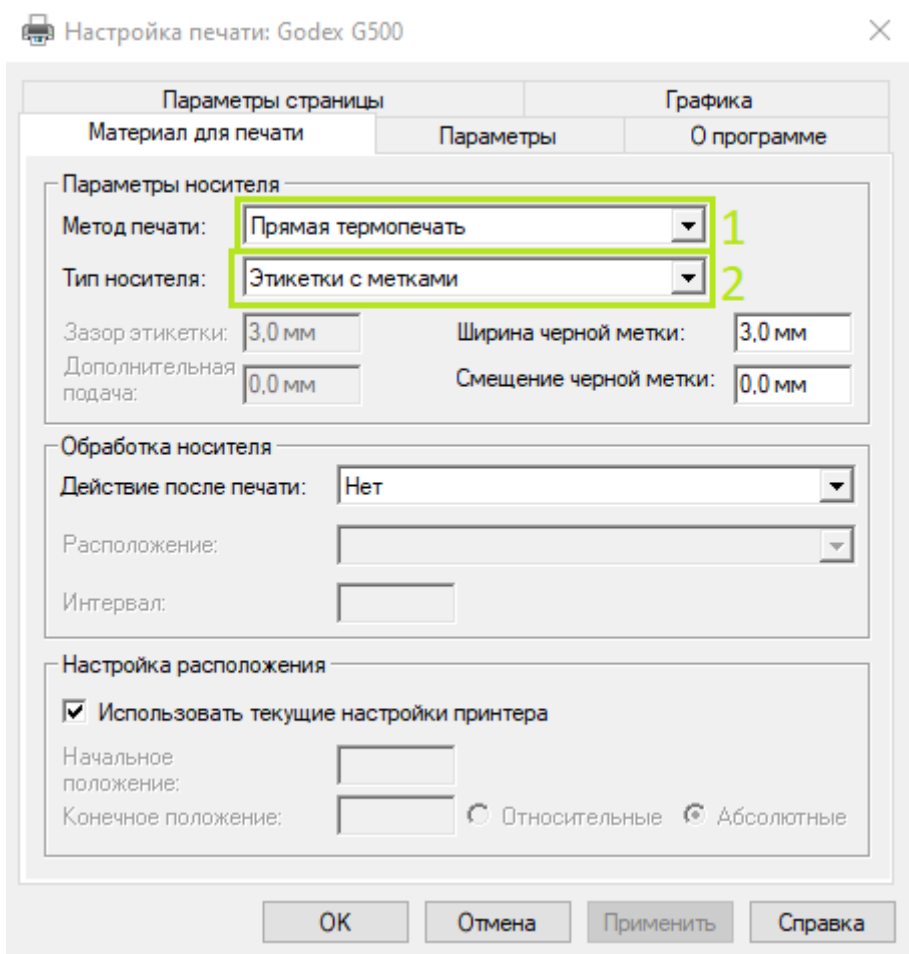 Настройка печати: Godex G500
Параметры страницы Графика
Материал для печати Параметры О программе
Параметры носителя
Метод печати: Прямая термопечать 1
Тип носителя: Этикетки с метками 2
Зазор этикетки: 3,0 мм Ширина черной метки: 3,0 мм
Дополнительная
подача: 0,0 мм Смещение черной метки: 0,0 мм
Обработка носителя
Действие после печати: Нет
Расположение:
Интервал:
Настройка расположения
Использовать текущие настройки принтера
Начальное
положение:
Конечное положение: Относительные Абсолютные
OK Отмена Применить Справка